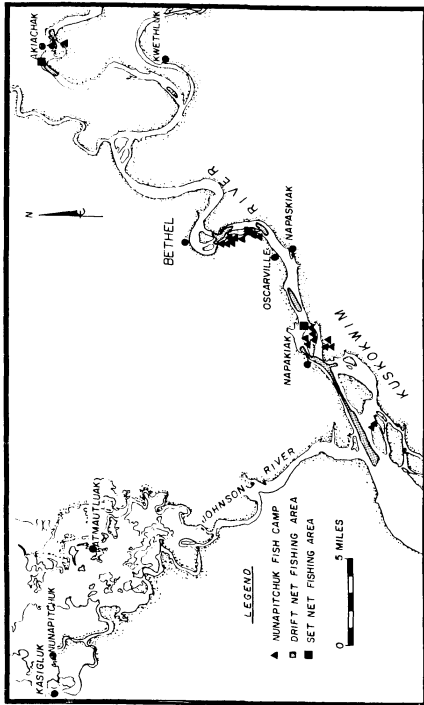 AKIACHAK
KWETHLUK
N
BETHEL
RIVER
OSCARVILLE
NAPASKIAK
NAPAKIAK
KUSKOKWIM
JOHNSON RIVER
ATMAUTLUAK
KASIGLUK
NUNAPITCHUK
LEGEND
NUNAPITCHUK FISH CAMP
DRIFT NET FISHING AREA
SET NET FISHING AREA
0 5 MILES